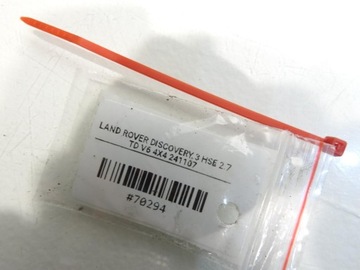 LAND ROVER DISCOVERY 3 HSE 2.7
TD V6 4X4 241107
#70294